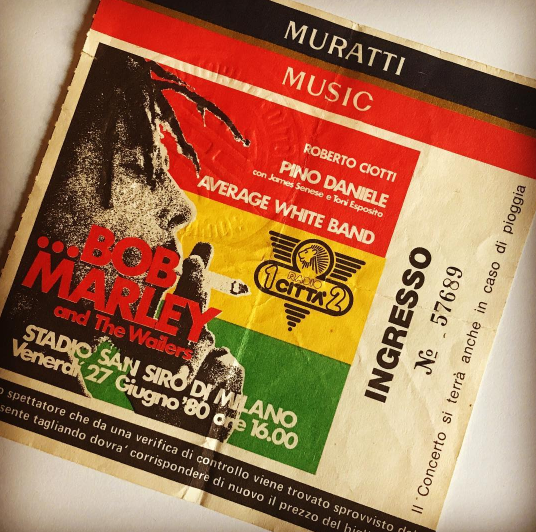 MURATTI
MUSIC
ROBERTO CIOTTI
PINO DANIELE
con James Senese e Toni Esposito
AVERAGE WHITE BAND
RADIO
1 CITTÀ 2
...BOB
MARLEY
and The Wailers
STADIO SAN SIRO DI MILANO
Venerdì 27 Giugno '80 ore 16.00
INGRESSO
No - 57689
Il Concerto si terrà anche in caso di pioggia
o spettatore che da una verifica di controllo viene trovato sprovvisto del
sente tagliando dovra' corrispondere di nuovo il prezzo del